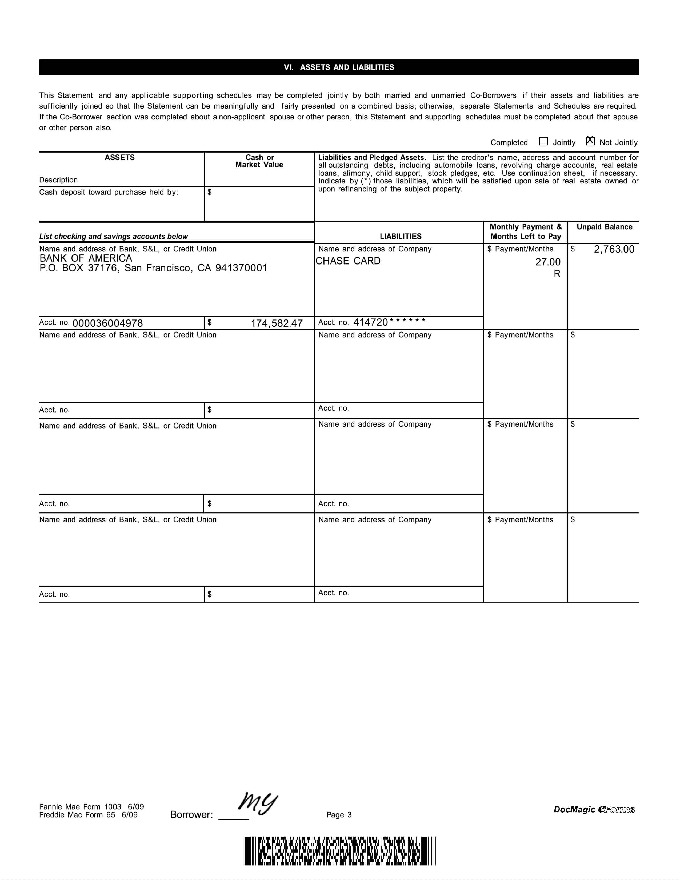 VI. ASSETS AND LIABILITIES
This Statement and any applicable supporting schedules may be completed jointly by both married and unmarried Co-Borrowers if their assets and liabilities are
sufficiently joined so that the Statement can be meaningfully and fairly presented on a combined basis; otherwise, separate Statements and Schedules are required.
If the Co-Borrower section was completed about a non-applicant spouse or other person, this Statement and supporting schedules must be completed about that spouse
or other person also.
Completed Jointly X Not Jointly
ASSETS
Cash or
Market Value
Description
Cash deposit toward purchase held by: $
Liabilities and Pledged Assets. List the creditor's name, address and account number for
all outstanding debts, including automobile loans, revolving charge accounts, real estate
loans, alimony, child support, stock pledges, etc. Use continuation sheet, if necessary.
Indicate by (*) those liabilities, which will be satisfied upon sale of real estate owned or
upon refinancing of the subject property.
List checking and savings accounts below
LIABILITIES
Monthly Payment &
Months Left to Pay
Unpaid Balance
Name and address of Bank, S&L, or Credit Union
BANK OF AMERICA
P.O. BOX 37176, San Francisco, CA 941370001
Name and address of Company
CHASE CARD
$ Payment/Months
27.00
R
$ 2,763.00
Acct. no. 000036004978 $ 174,582.47 Acct. no. 414720******
Name and address of Bank, S&L, or Credit Union Name and address of Company $ Payment/Months $
Acct. no. $ Acct. no.
Name and address of Bank, S&L, or Credit Union Name and address of Company $ Payment/Months $
Acct. no. $ Acct. no.
Name and address of Bank, S&L, or Credit Union Name and address of Company $ Payment/Months $
Acct. no. $ Acct. no.
Fannie Mae Form 1003 6/09
Freddie Mac Form 65 6/09
Borrower: my
Page 3
DocMagic